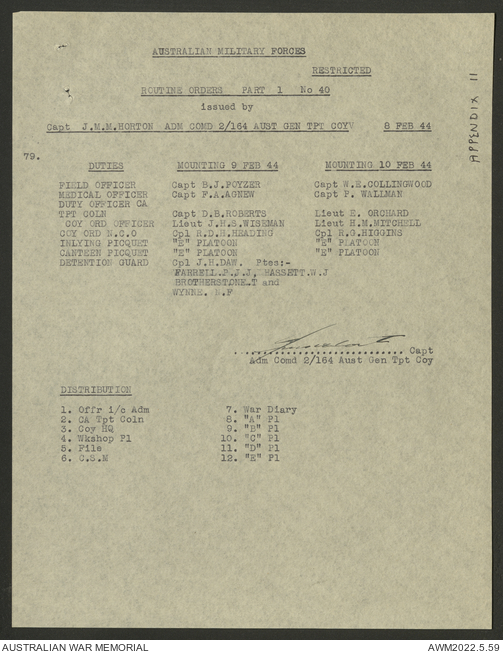 AUSTRALIAN MILITARY FORCES
RESTRICTED
ROUTINE ORDERS PART 1 No 40
issued by
Capt J.M.M.HORTON ADM COMD 2/164 AUST GEN TPT COY 8 FEB 44
APPENDIX 11
79.
DUTIES MOUNTING 9 FEB 44 MOUNTING 10 FEB 44
FIELD OFFICER Capt B.J.POYZER Capt W.E.COLLINGWOOD
MEDICAL OFFICER Capt F.A.AGNEW Capt P. WALLMAN
DUTY OFFICER CA
TPT COLN Capt D.B.ROBERTS Lieut E. ORCHARD
COY ORD OFFICER Lieut J.H.S.WISEMAN Lieut H.M.MITCHELL
COY ORD N.C.O Cpl R.D.H.HEADING Cpl R.G.HIGGINS
INLYING PICQUET "E" PLATOON "E" PLATOON
CANTEEN PICQUET "E" PLATOON "E" PLATOON
DETENTION GUARD Cpl J.H.DAW. Ptes:-
FARRELL.P.J.J, BASSETT.W.J
BROTHERSTONE.T and
WYNNE. N.F
Capt
Adm Comd 2/164 Aust Gen Tpt Coy
DISTRIBUTION
1. Offr i/c Adm 7. War Diary
2. CA Tpt Coln 8. "A" Pl
3. Coy HQ 9. "B" Pl
4. Wkshop Pl 10. "C" Pl
5. File 11. "D" Pl
6. C.S.M 12. "E" Pl
AUSTRALIAN WAR MEMORIAL AWM2022.5.59